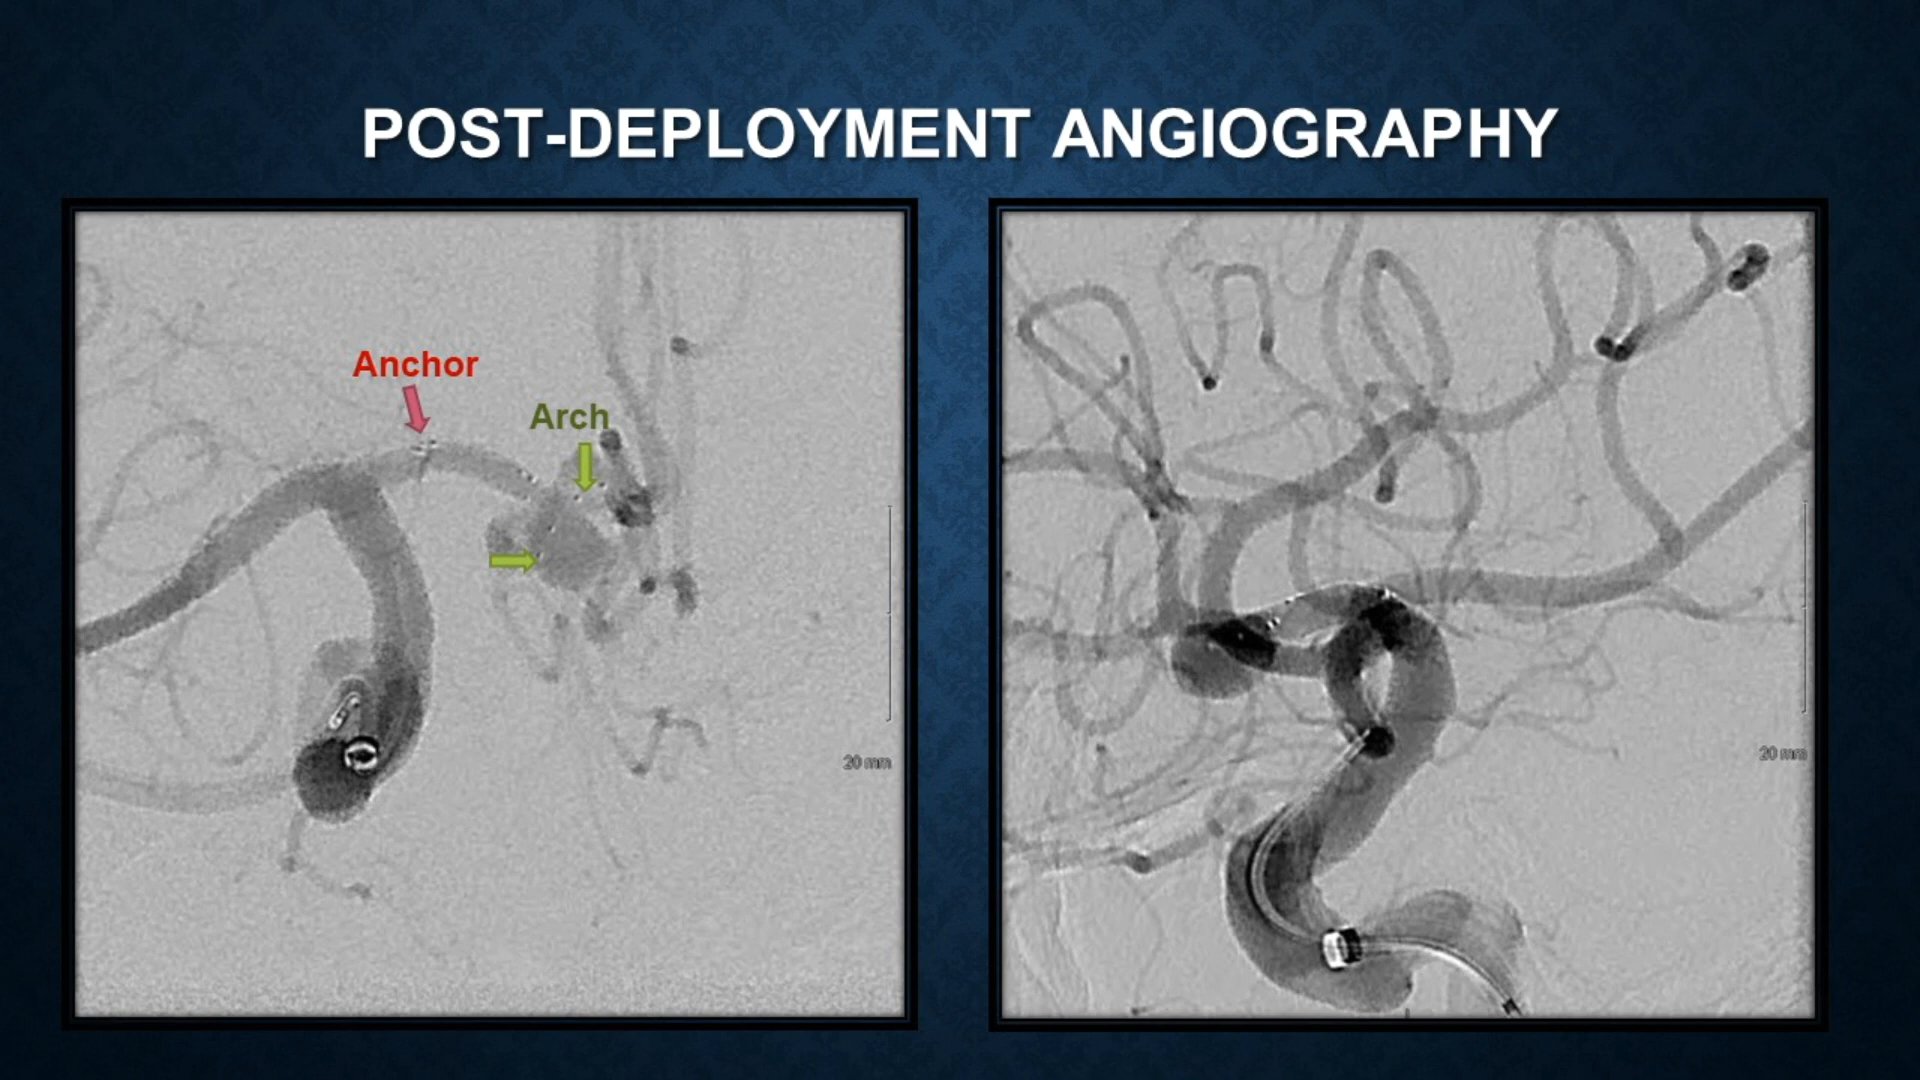 POST-DEPLOYMENT ANGIOGRAPHY
Anchor
Arch
20 mm
20 mm